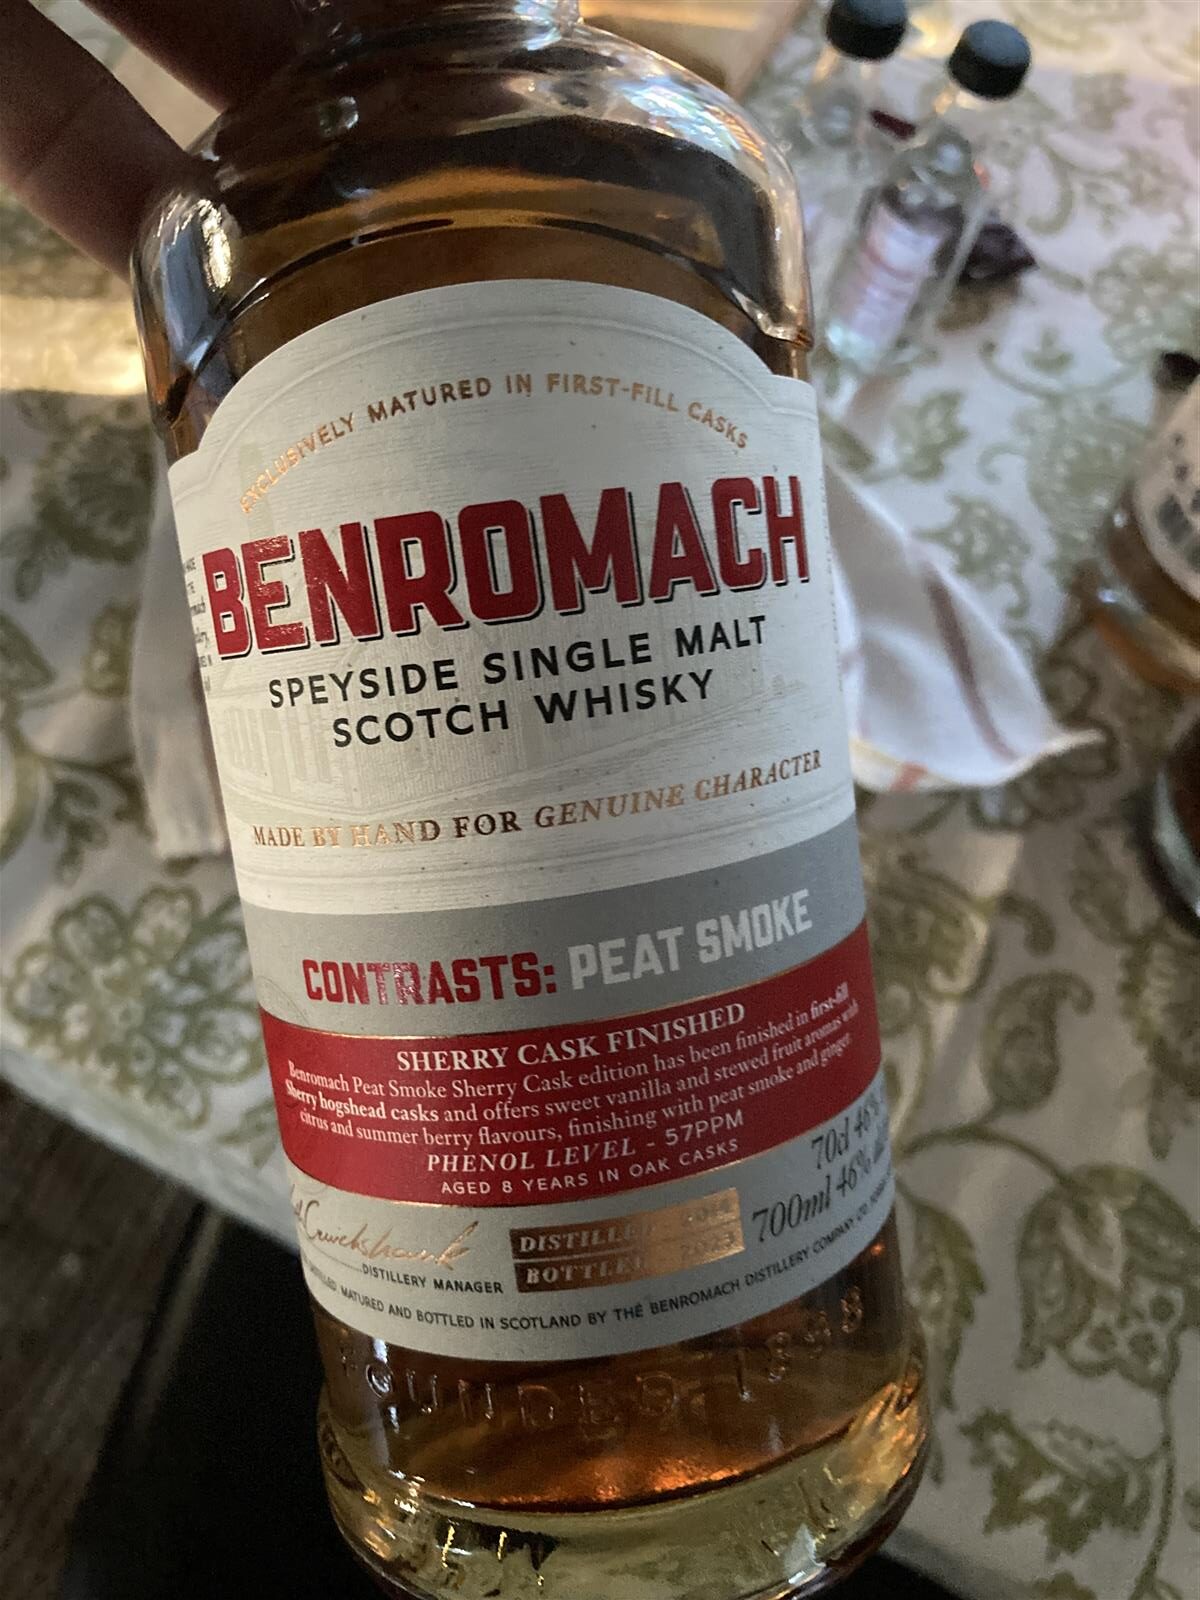 EXCLUSIVELY MATURED IN FIRST-FILL CASKS
BENROMACH
SPEYSIDE SINGLE MALT
SCOTCH WHISKY
MADE BY HAND FOR GENUINE CHARACTER
CONTRASTS: PEAT SMOKE
SHERRY CASK FINISHED
Benromach Peat Smoke Sherry Cask edition has been finished in first-fill
Sherry hogshead casks and offers sweet vanilla and stewed fruit aromas with
citrus and summer berry flavours, finishing with peat smoke and ginger.
PHENOL LEVEL - 57PPM
AGED 8 YEARS IN OAK CASKS
70cl 46%
700ml 46%
Cruickshank
DISTILLERY MANAGER
DISTILLED
BOTTLED 2023
MATURED AND BOTTLED IN SCOTLAND BY THE BENROMACH DISTILLERY COMPANY
FOUNDED 1898